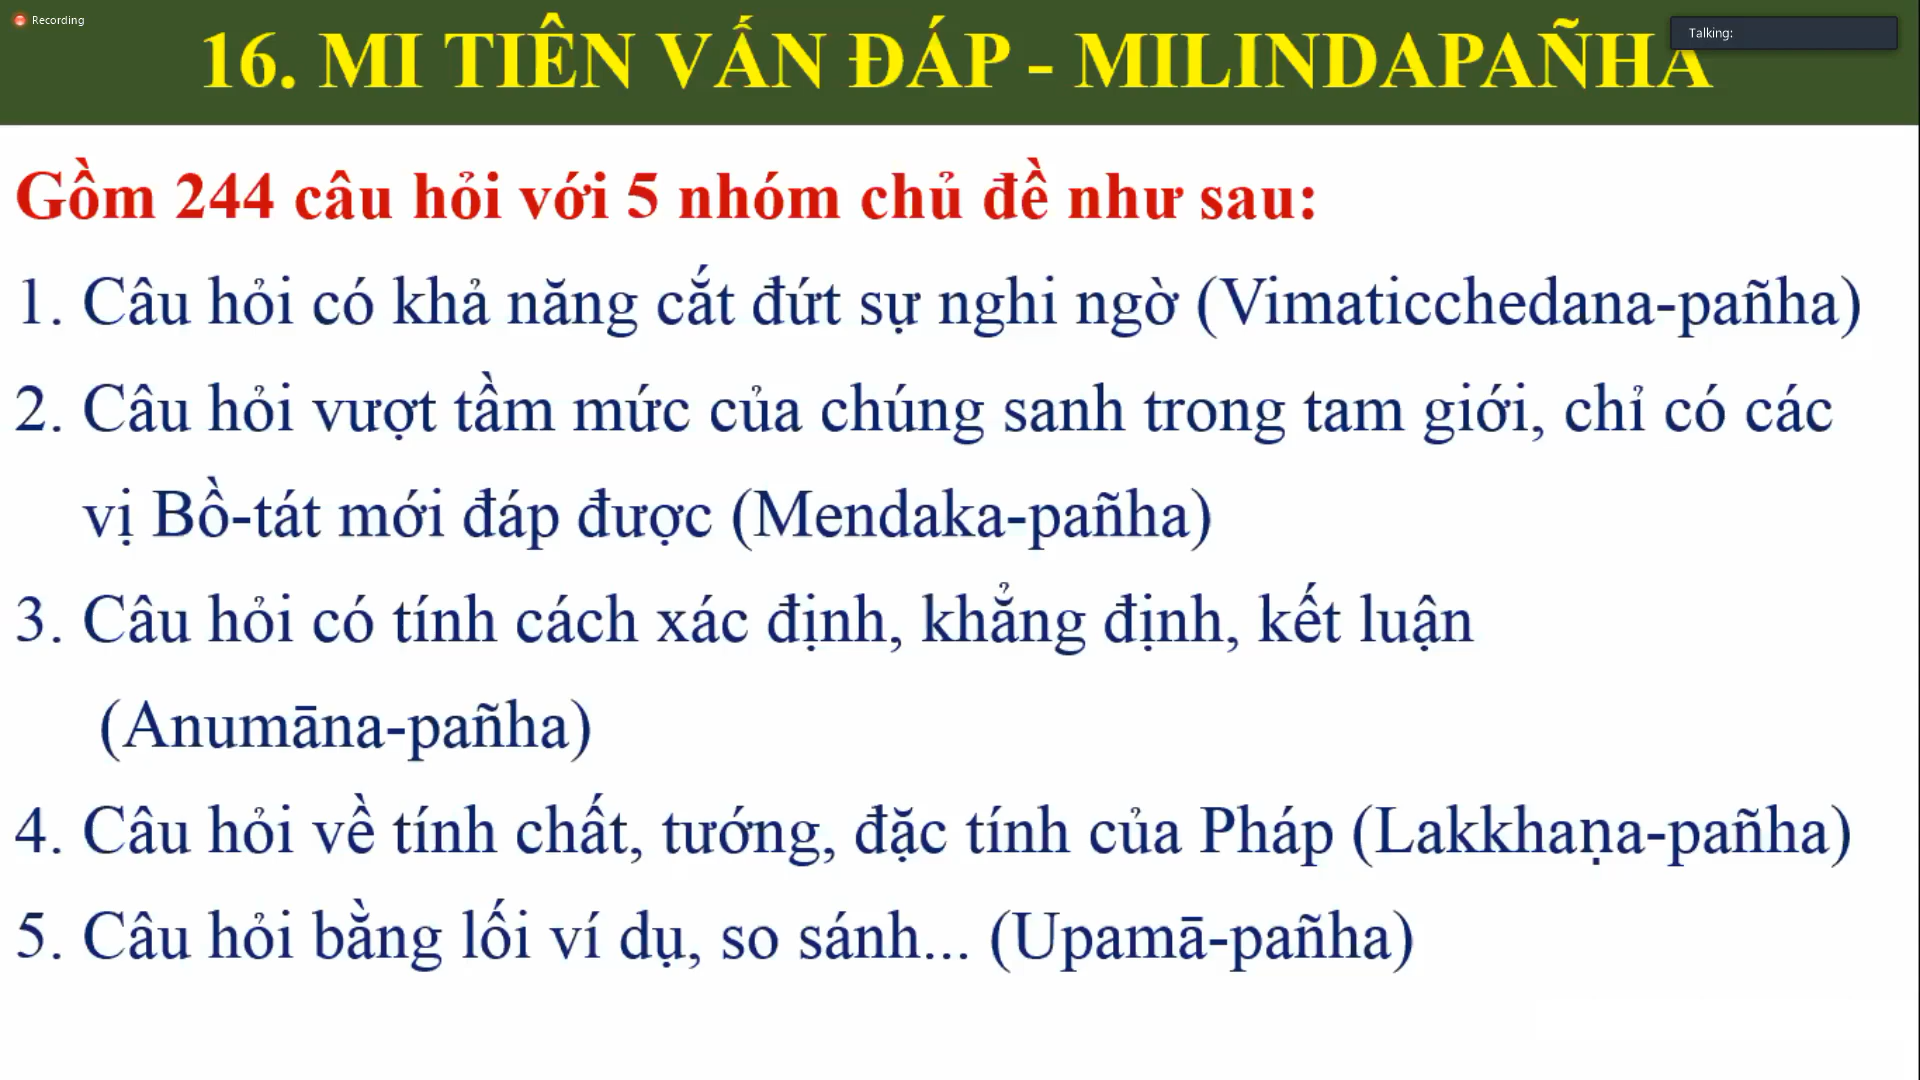 Recording
16. MI TIÊN VẤN ĐÁP - MILINDAPAÑHA
Talking:
Gồm 244 câu hỏi với 5 nhóm chủ đề như sau:
1. Câu hỏi có khả năng cắt đứt sự nghi ngờ (Vimaticchedana-pañha)
2. Câu hỏi vượt tầm mức của chúng sanh trong tam giới, chỉ có các
vị Bồ-tát mới đáp được (Mendaka-pañha)
3. Câu hỏi có tính cách xác định, khẳng định, kết luận
(Anumāna-pañha)
4. Câu hỏi về tính chất, tướng, đặc tính của Pháp (Lakkhaṇa-pañha)
5. Câu hỏi bằng lối ví dụ, so sánh... (Upamā-pañha)